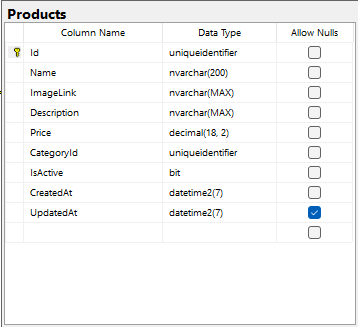 Products
Column Name Data Type Allow Nulls
Id uniqueidentifier
Name nvarchar(200)
ImageLink nvarchar(MAX)
Description nvarchar(MAX)
Price decimal(18, 2)
CategoryId uniqueidentifier
IsActive bit
CreatedAt datetime2(7)
UpdatedAt datetime2(7)